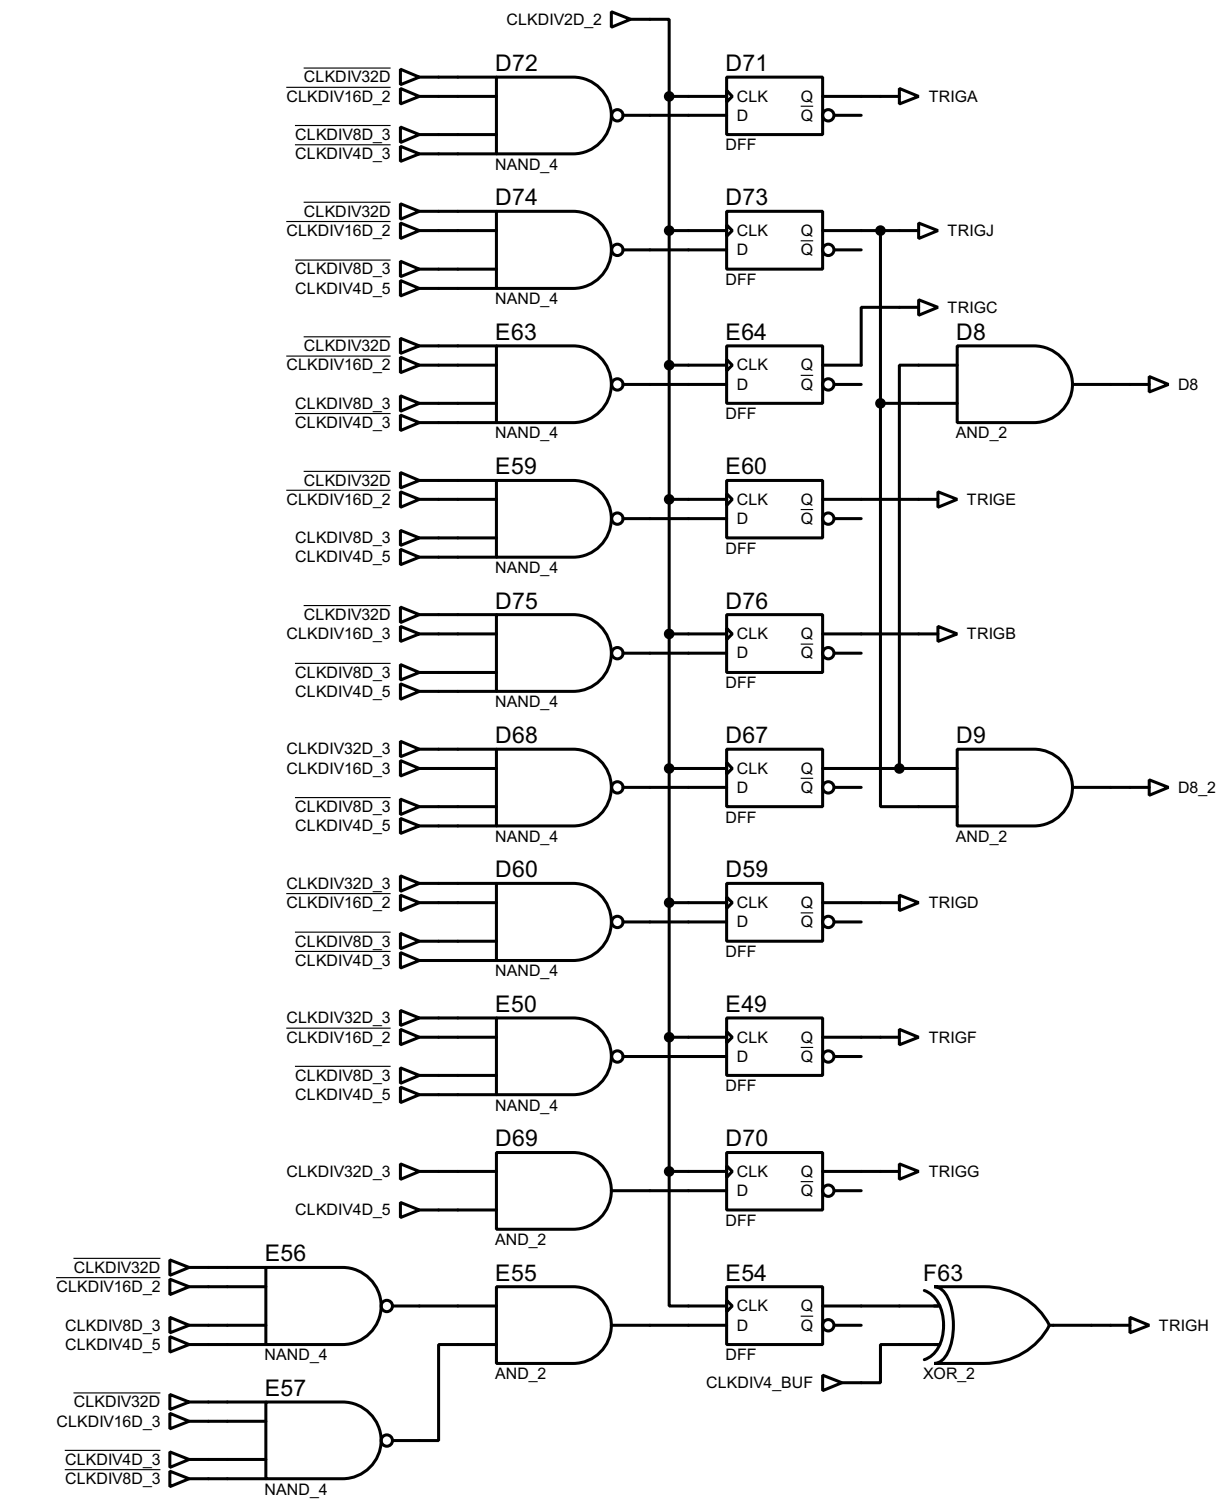 CLKDIV2D_2
D72
CLKDIV32D
CLKDIV16D_2
CLKDIV8D_3
CLKDIV4D_3
NAND_4
D71
CLK Q
D Q
DFF
TRIGA
D74
CLKDIV32D
CLKDIV16D_2
CLKDIV8D_3
CLKDIV4D_5
NAND_4
D73
CLK Q
D Q
DFF
TRIGJ
TRIGC
E63
CLKDIV32D
CLKDIV16D_2
CLKDIV8D_3
CLKDIV4D_3
NAND_4
E64
CLK Q
D Q
DFF
D8
AND_2
D8
E59
CLKDIV32D
CLKDIV16D_2
CLKDIV8D_3
CLKDIV4D_5
NAND_4
E60
CLK Q
D Q
DFF
TRIGE
D75
CLKDIV32D
CLKDIV16D_3
CLKDIV8D_3
CLKDIV4D_5
NAND_4
D76
CLK Q
D Q
DFF
TRIGB
D68
CLKDIV32D_3
CLKDIV16D_3
CLKDIV8D_3
CLKDIV4D_5
NAND_4
D67
CLK Q
D Q
DFF
D9
AND_2
D8_2
D60
CLKDIV32D_3
CLKDIV16D_2
CLKDIV8D_3
CLKDIV4D_3
NAND_4
D59
CLK Q
D Q
DFF
TRIGD
E50
CLKDIV32D_3
CLKDIV16D_2
CLKDIV8D_3
CLKDIV4D_5
NAND_4
E49
CLK Q
D Q
DFF
TRIGF
D69
CLKDIV32D_3
CLKDIV4D_5
AND_2
D70
CLK Q
D Q
DFF
TRIGG
E56
CLKDIV32D
CLKDIV16D_2
CLKDIV8D_3
CLKDIV4D_5
NAND_4
E55
AND_2
E54
CLK Q
D Q
DFF
CLKDIV4_BUF
F63
XOR_2
TRIGH
E57
CLKDIV32D
CLKDIV16D_3
CLKDIV4D_3
CLKDIV8D_3
NAND_4